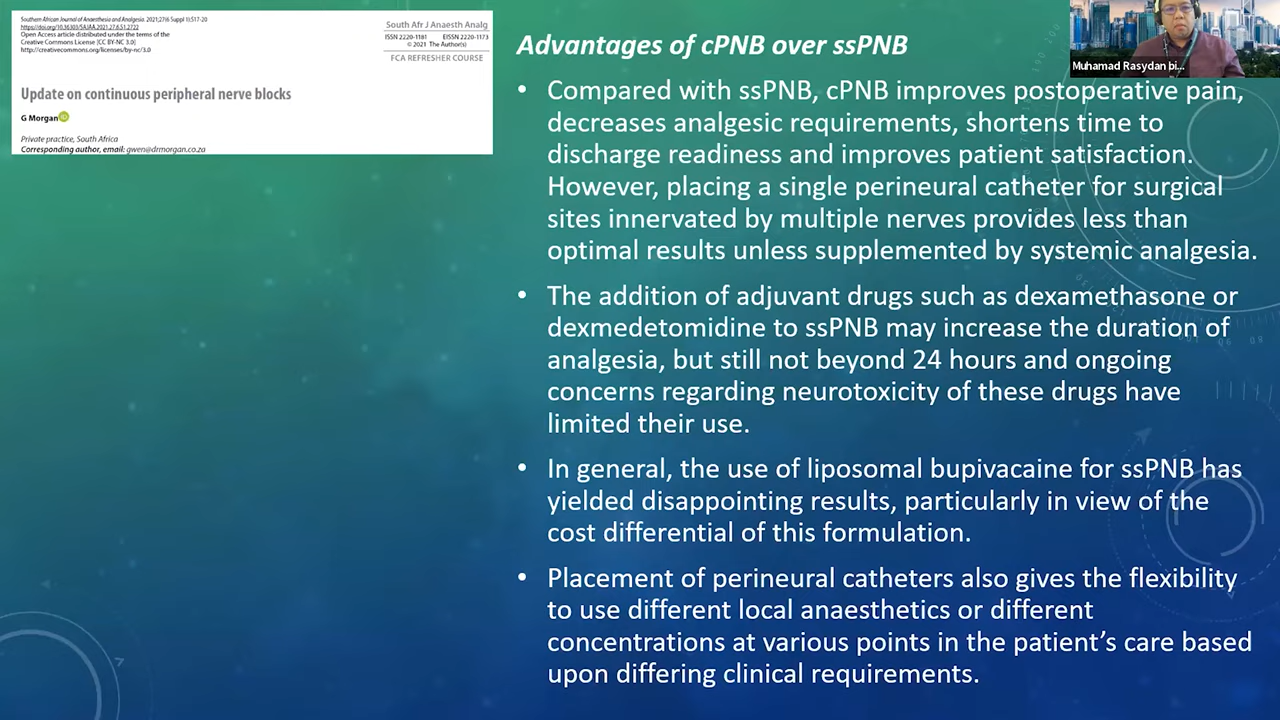 Southern African Journal of Anaesthesia and Analgesia. 2021;27(6 Suppl 1):S17-20
https://doi.org/10.36303/SAJAA.2021.27.6.S1.2722
Open Access article distributed under the terms of the
Creative Commons License [CC BY-NC 3.0]
http://creativecommons.org/licenses/by-nc/3.0
South Afr J Anaesth Analg
ISSN 2220-1181 EISSN 2220-1173
© 2021 The Author(s)
FCA REFRESHER COURSE
Update on continuous peripheral nerve blocks
G Morgan
Private practice, South Africa
Corresponding author, email: gwen@drmorgan.co.za
Muhamad Rasydan bi...
Advantages of cPNB over ssPNB
• Compared with ssPNB, cPNB improves postoperative pain,
decreases analgesic requirements, shortens time to
discharge readiness and improves patient satisfaction.
However, placing a single perineural catheter for surgical
sites innervated by multiple nerves provides less than
optimal results unless supplemented by systemic analgesia.
• The addition of adjuvant drugs such as dexamethasone or
dexmedetomidine to ssPNB may increase the duration of
analgesia, but still not beyond 24 hours and ongoing
concerns regarding neurotoxicity of these drugs have
limited their use.
• In general, the use of liposomal bupivacaine for ssPNB has
yielded disappointing results, particularly in view of the
cost differential of this formulation.
• Placement of perineural catheters also gives the flexibility
to use different local anaesthetics or different
concentrations at various points in the patient's care based
upon differing clinical requirements.